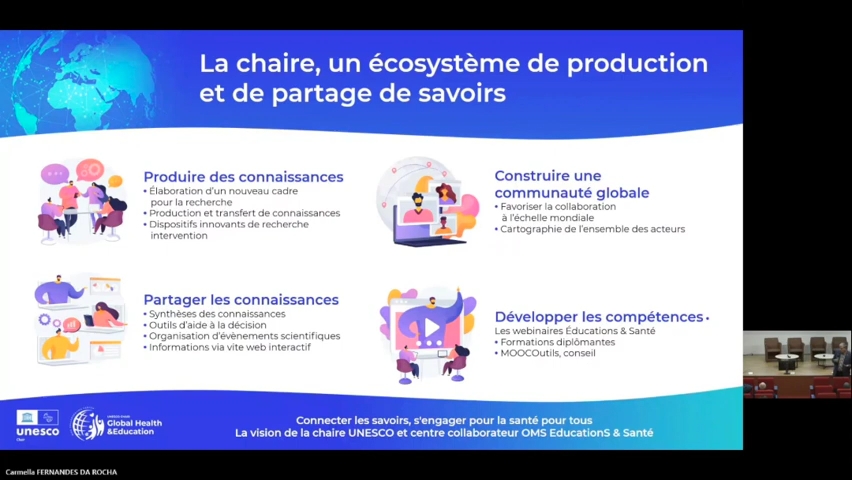 La chaire, un écosystème de production
et de partage de savoirs
Produire des connaissances
• Élaboration d'un nouveau cadre
pour la recherche
• Production et transfert de connaissances
• Dispositifs innovants de recherche
intervention
Construire une
communauté globale
• Favoriser la collaboration
à l'échelle mondiale
• Cartographie de l'ensemble des acteurs
Partager les connaissances
• Synthèses des connaissances
• Outils d'aide à la décision
• Organisation d'évènements scientifiques
• Informations via vite web interactif
Développer les compétences•
Les webinaires Éducations & Santé
• Formations diplômantes
• MOOCOutils, conseil
unesco
Chair
UNESCO CHAIR
Global Health
&Education
Connecter les savoirs, s'engager pour la santé pour tous
La vision de la chaire UNESCO et centre collaborateur OMS EducationS & Santé
Carmella FERNANDES DA ROCHA